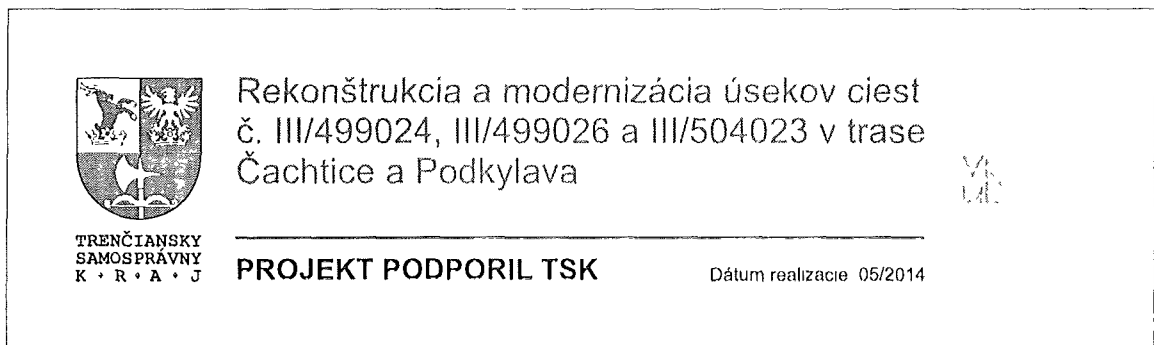 Rekonštrukcia a modernizácia úsekov ciest
č. III/499024, III/499026 a III/504023 v trase
Čachtice a Podkylava
TRENČIANSKY
SAMOSPRÁVNY
K • R • A • J
PROJEKT PODPORIL TSK
Dátum realizacie 05/2014